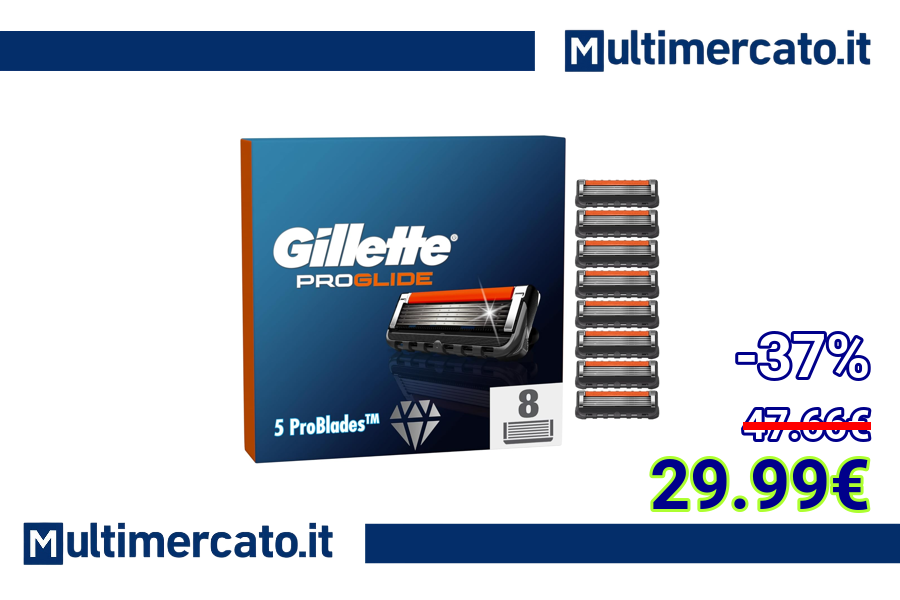 Multimercato.it
Gillette®
PROGLIDE
5 ProBlades™
8
-37%
47.66€
29.99€
Multimercato.it